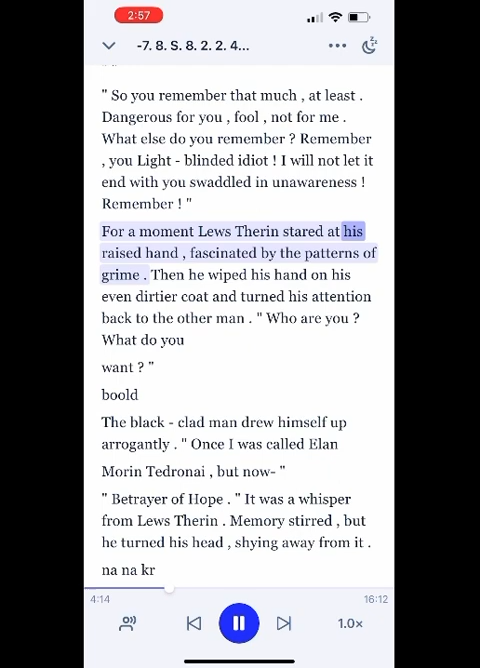 2:57
-7. 8. S. 8. 2. 2. 4...
" So you remember that much , at least .
Dangerous for you , fool , not for me .
What else do you remember ? Remember
, you Light - blinded idiot ! I will not let it
end with you swaddled in unawareness !
Remember ! "
For a moment Lews Therin stared at his
raised hand , fascinated by the patterns of
grime . Then he wiped his hand on his
even dirtier coat and turned his attention
back to the other man . " Who are you ?
What do you
want ? "
boold
The black - clad man drew himself up
arrogantly . " Once I was called Elan
Morin Tedronai , but now- "
" Betrayer of Hope . " It was a whisper
from Lews Therin . Memory stirred , but
he turned his head , shying away from it .
na na kr
4:14
16:12
1.0×